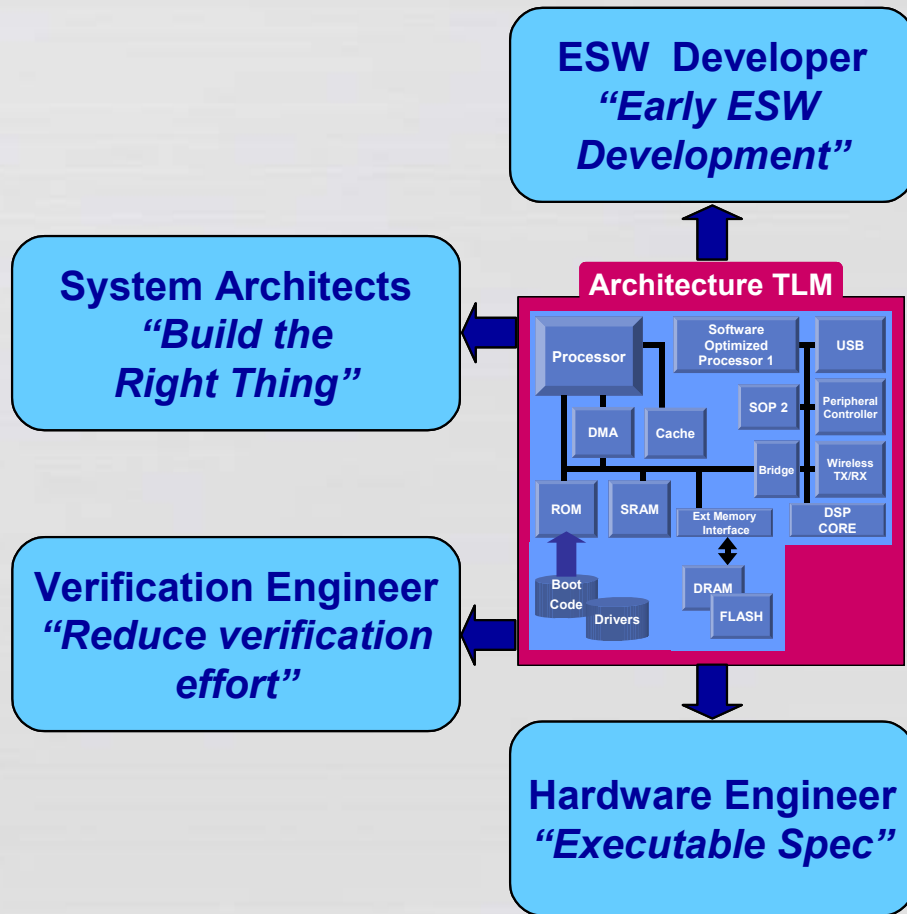 ESW Developer
“Early ESW
Development”
System Architects
“Build the
Right Thing”
Architecture TLM
Processor
Software
Optimized
Processor 1
USB
SOP 2
Peripheral
Controller
DMA
Cache
Bridge
Wireless
TX/RX
ROM
SRAM
Ext Memory
Interface
DSP
CORE
Boot
Code
Drivers
DRAM
FLASH
Verification Engineer
“Reduce verification
effort”
Hardware Engineer
“Executable Spec”